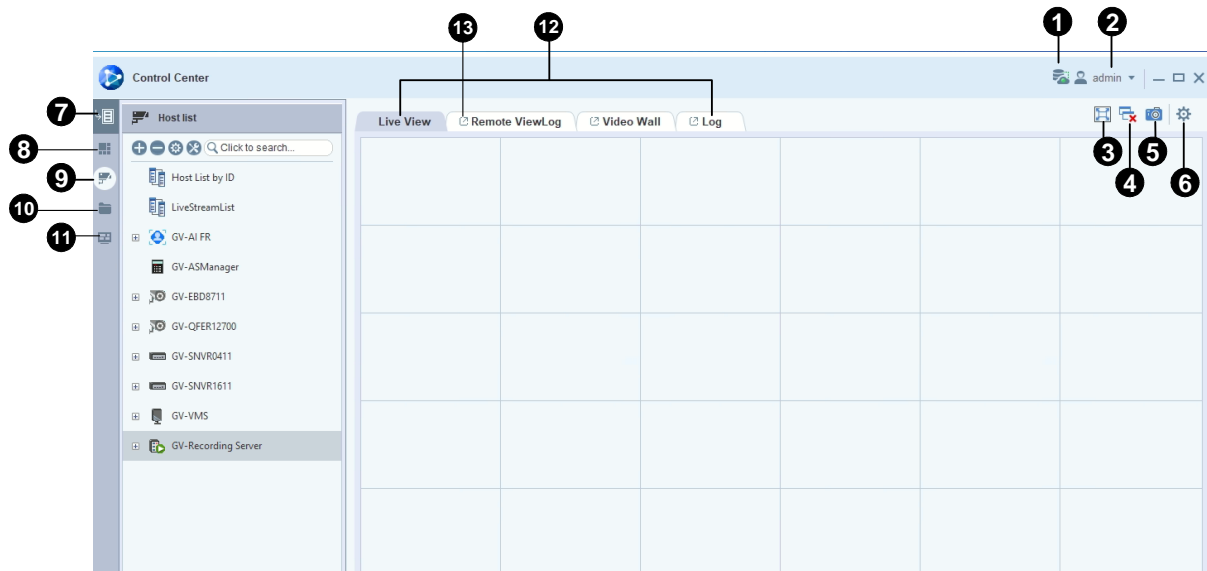 13
12
1
2
Control Center
admin
7
Host list
Live View
Remote ViewLog
Video Wall
Log
3
4
5
6
8
Click to search...
9
Host List by ID
10
LiveStreamList
11
GV-AI FR
GV-ASManager
GV-EBD8711
GV-QFER12700
GV-SNVR0411
GV-SNVR1611
GV-VMS
GV-Recording Server